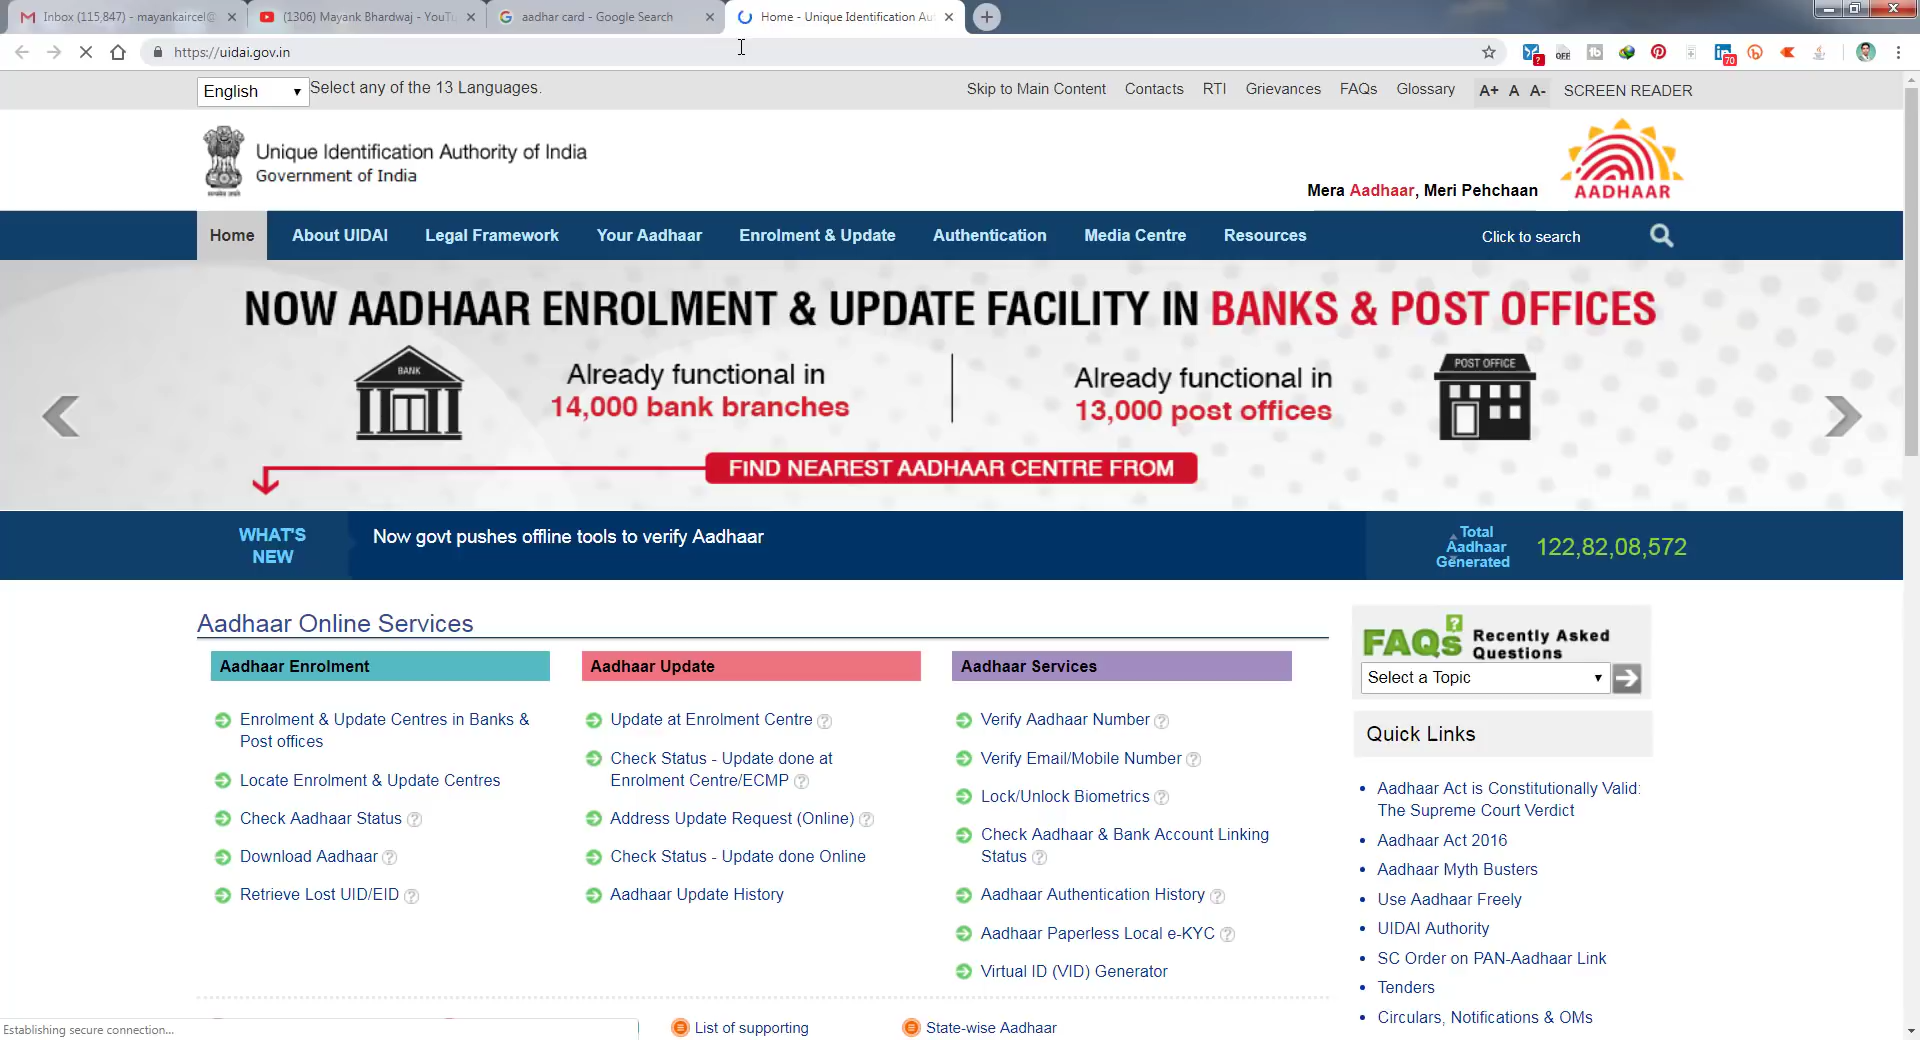 Inbox (115,847) - mayankaircel@
(1306) Mayank Bhardwaj - YouTu
aadhar card - Google Search
Home - Unique Identification Au
https://uidai.gov.in
?
OFF
70
English
Select any of the 13 Languages.
Skip to Main Content
Contacts
RTI
Grievances
FAQs
Glossary
A+ A A-
SCREEN READER
Unique Identification Authority of India
Government of India
Mera Aadhaar, Meri Pehchaan
AADHAAR
Home
About UIDAI
Legal Framework
Your Aadhaar
Enrolment & Update
Authentication
Media Centre
Resources
Click to search
NOW AADHAAR ENROLMENT & UPDATE FACILITY IN BANKS & POST OFFICES
BANK
Already functional in
14,000 bank branches
Already functional in
13,000 post offices
POST OFFICE
FIND NEAREST AADHAAR CENTRE FROM
WHAT'S
NEW
Now govt pushes offline tools to verify Aadhaar
Total
Aadhaar
Generated
122,82,08,572
Aadhaar Online Services
Aadhaar Enrolment
Enrolment & Update Centres in Banks &
Post offices
Locate Enrolment & Update Centres
Check Aadhaar Status ?
Download Aadhaar ?
Retrieve Lost UID/EID ?
Aadhaar Update
Update at Enrolment Centre ?
Check Status - Update done at
Enrolment Centre/ECMP ?
Address Update Request (Online) ?
Check Status - Update done Online
Aadhaar Update History
Aadhaar Services
Verify Aadhaar Number ?
Verify Email/Mobile Number ?
Lock/Unlock Biometrics ?
Check Aadhaar & Bank Account Linking
Status ?
Aadhaar Authentication History ?
Aadhaar Paperless Local e-KYC ?
Virtual ID (VID) Generator
FAQs ? Recently Asked
Questions
Select a Topic
Quick Links
Aadhaar Act is Constitutionally Valid:
The Supreme Court Verdict
Aadhaar Act 2016
Aadhaar Myth Busters
Use Aadhaar Freely
UIDAI Authority
SC Order on PAN-Aadhaar Link
Tenders
Circulars, Notifications & OMs
List of supporting
State-wise Aadhaar
Establishing secure connection...